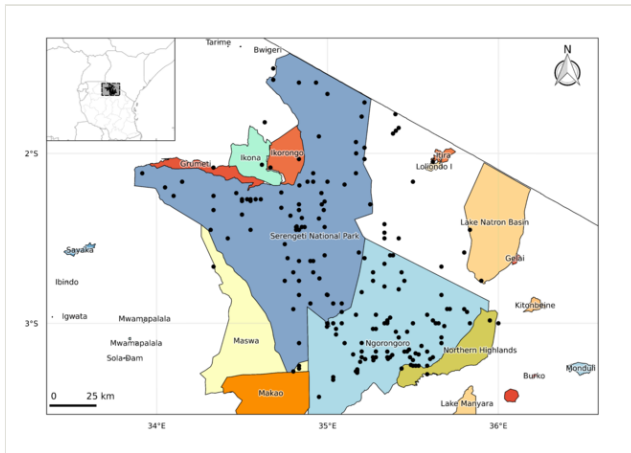 Tarime
Bwigeri
N
2°S
Ikona
Ikorongo
Grumeti
Loliondo I
Lake Natron Basin
Serengeti National Park
Sayaka
Gelai
Ibindo
Kitonbeine
Igwata
Mwamapalala
3°S
Mwamapalala
Maswa
Ngorongoro
Sola Dam
Northern Highlands
Monduli
Burko
Makao
Lake Manyara
0 25 km
34°E
35°E
36°E